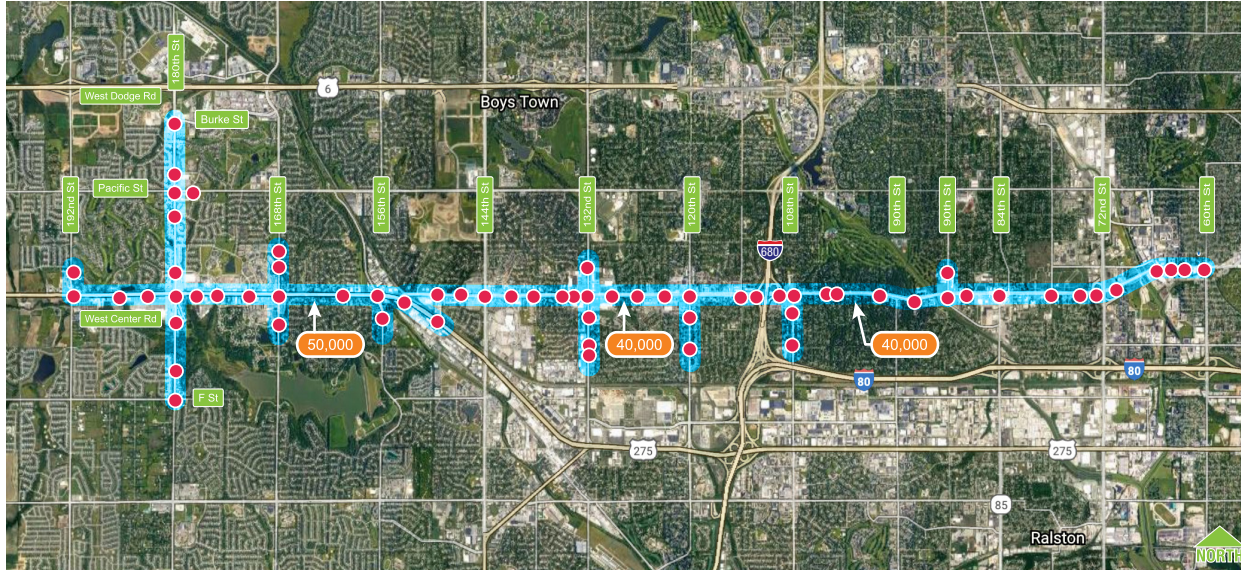 180th St
West Dodge Rd
6
Boys Town
Burke St
192nd St
Pacific St
168th St
156th St
144th St
132nd St
120th St
108th St
90th St
90th St
84th St
72nd St
60th St
680
West Center Rd
50,000
40,000
40,000
80
80
F St
275
275
85
Ralston
NORTH